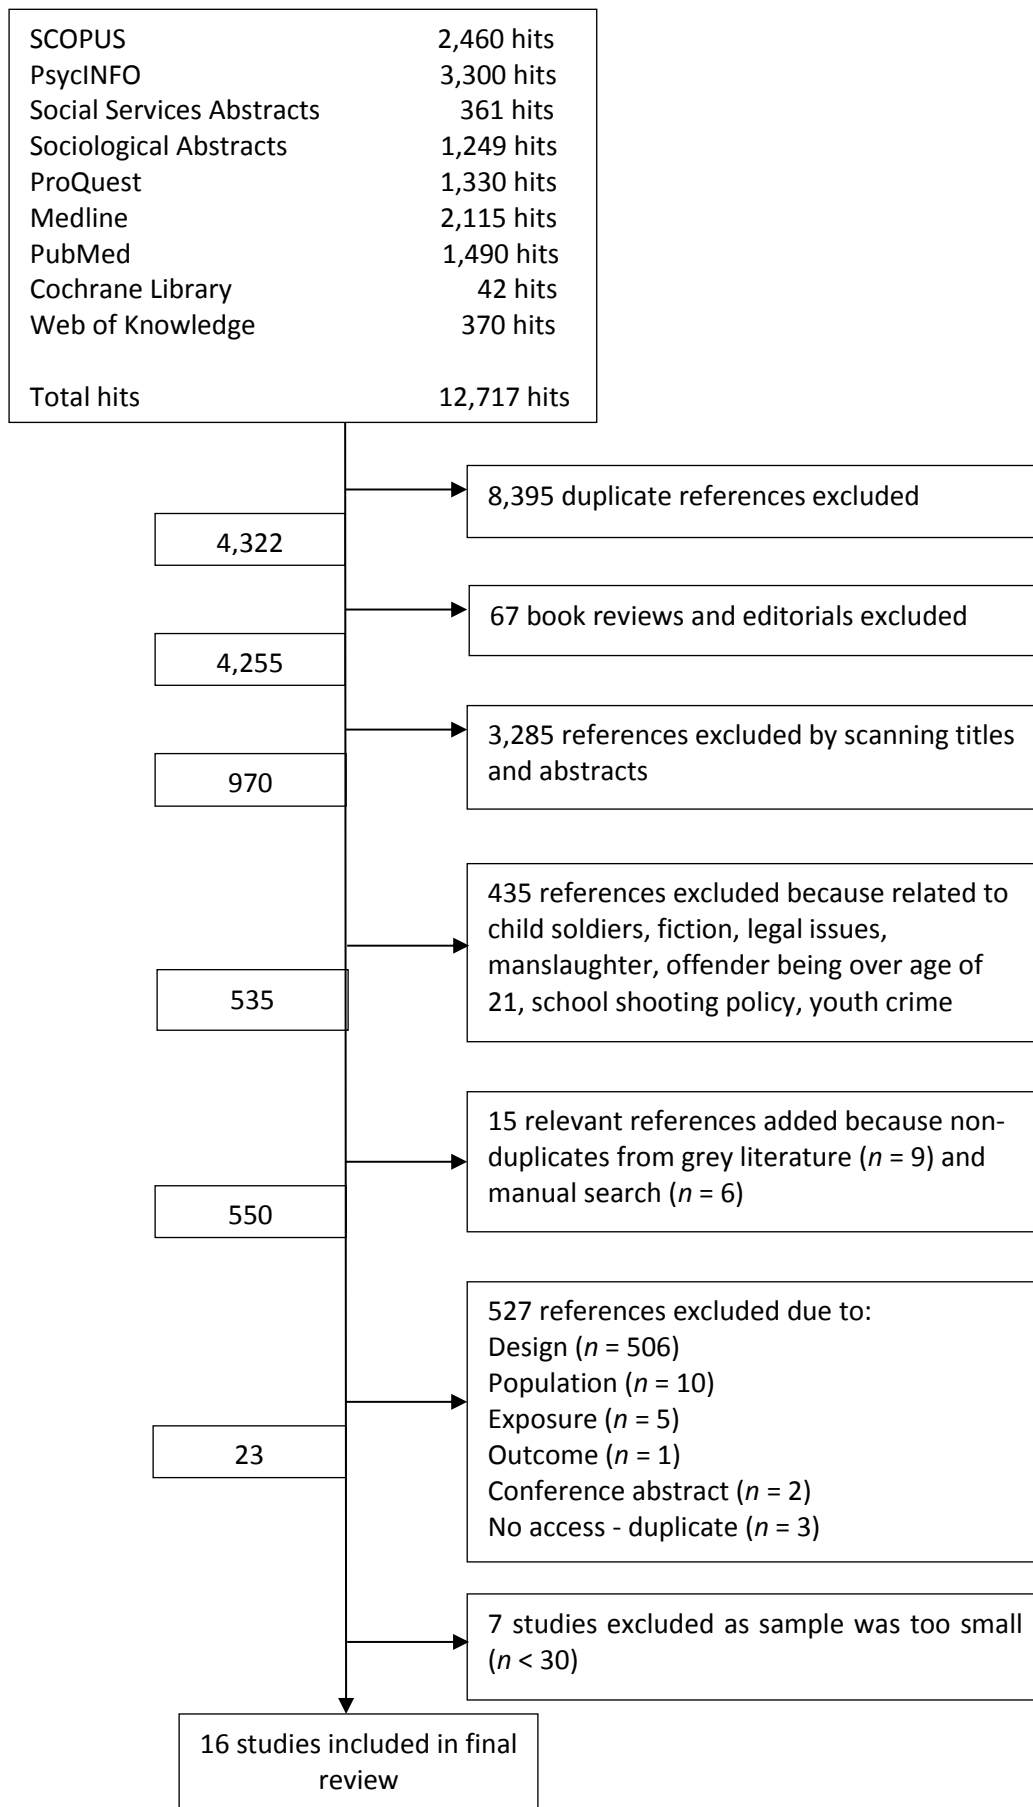 SCOPUS 2,460 hits
PsycINFO 3,300 hits
Social Services Abstracts 361 hits
Sociological Abstracts 1,249 hits
ProQuest 1,330 hits
Medline 2,115 hits
PubMed 1,490 hits
Cochrane Library 42 hits
Web of Knowledge 370 hits
Total hits 12,717 hits
8,395 duplicate references excluded
4,322
67 book reviews and editorials excluded
4,255
3,285 references excluded by scanning titles
and abstracts
970
435 references excluded because related to
child soldiers, fiction, legal issues,
manslaughter, offender being over age of
21, school shooting policy, youth crime
535
15 relevant references added because non-
duplicates from grey literature (n = 9) and
manual search (n = 6)
550
527 references excluded due to:
Design (n = 506)
Population (n = 10)
Exposure (n = 5)
Outcome (n = 1)
Conference abstract (n = 2)
No access - duplicate (n = 3)
23
7 studies excluded as sample was too small
(n < 30)
16 studies included in final
review